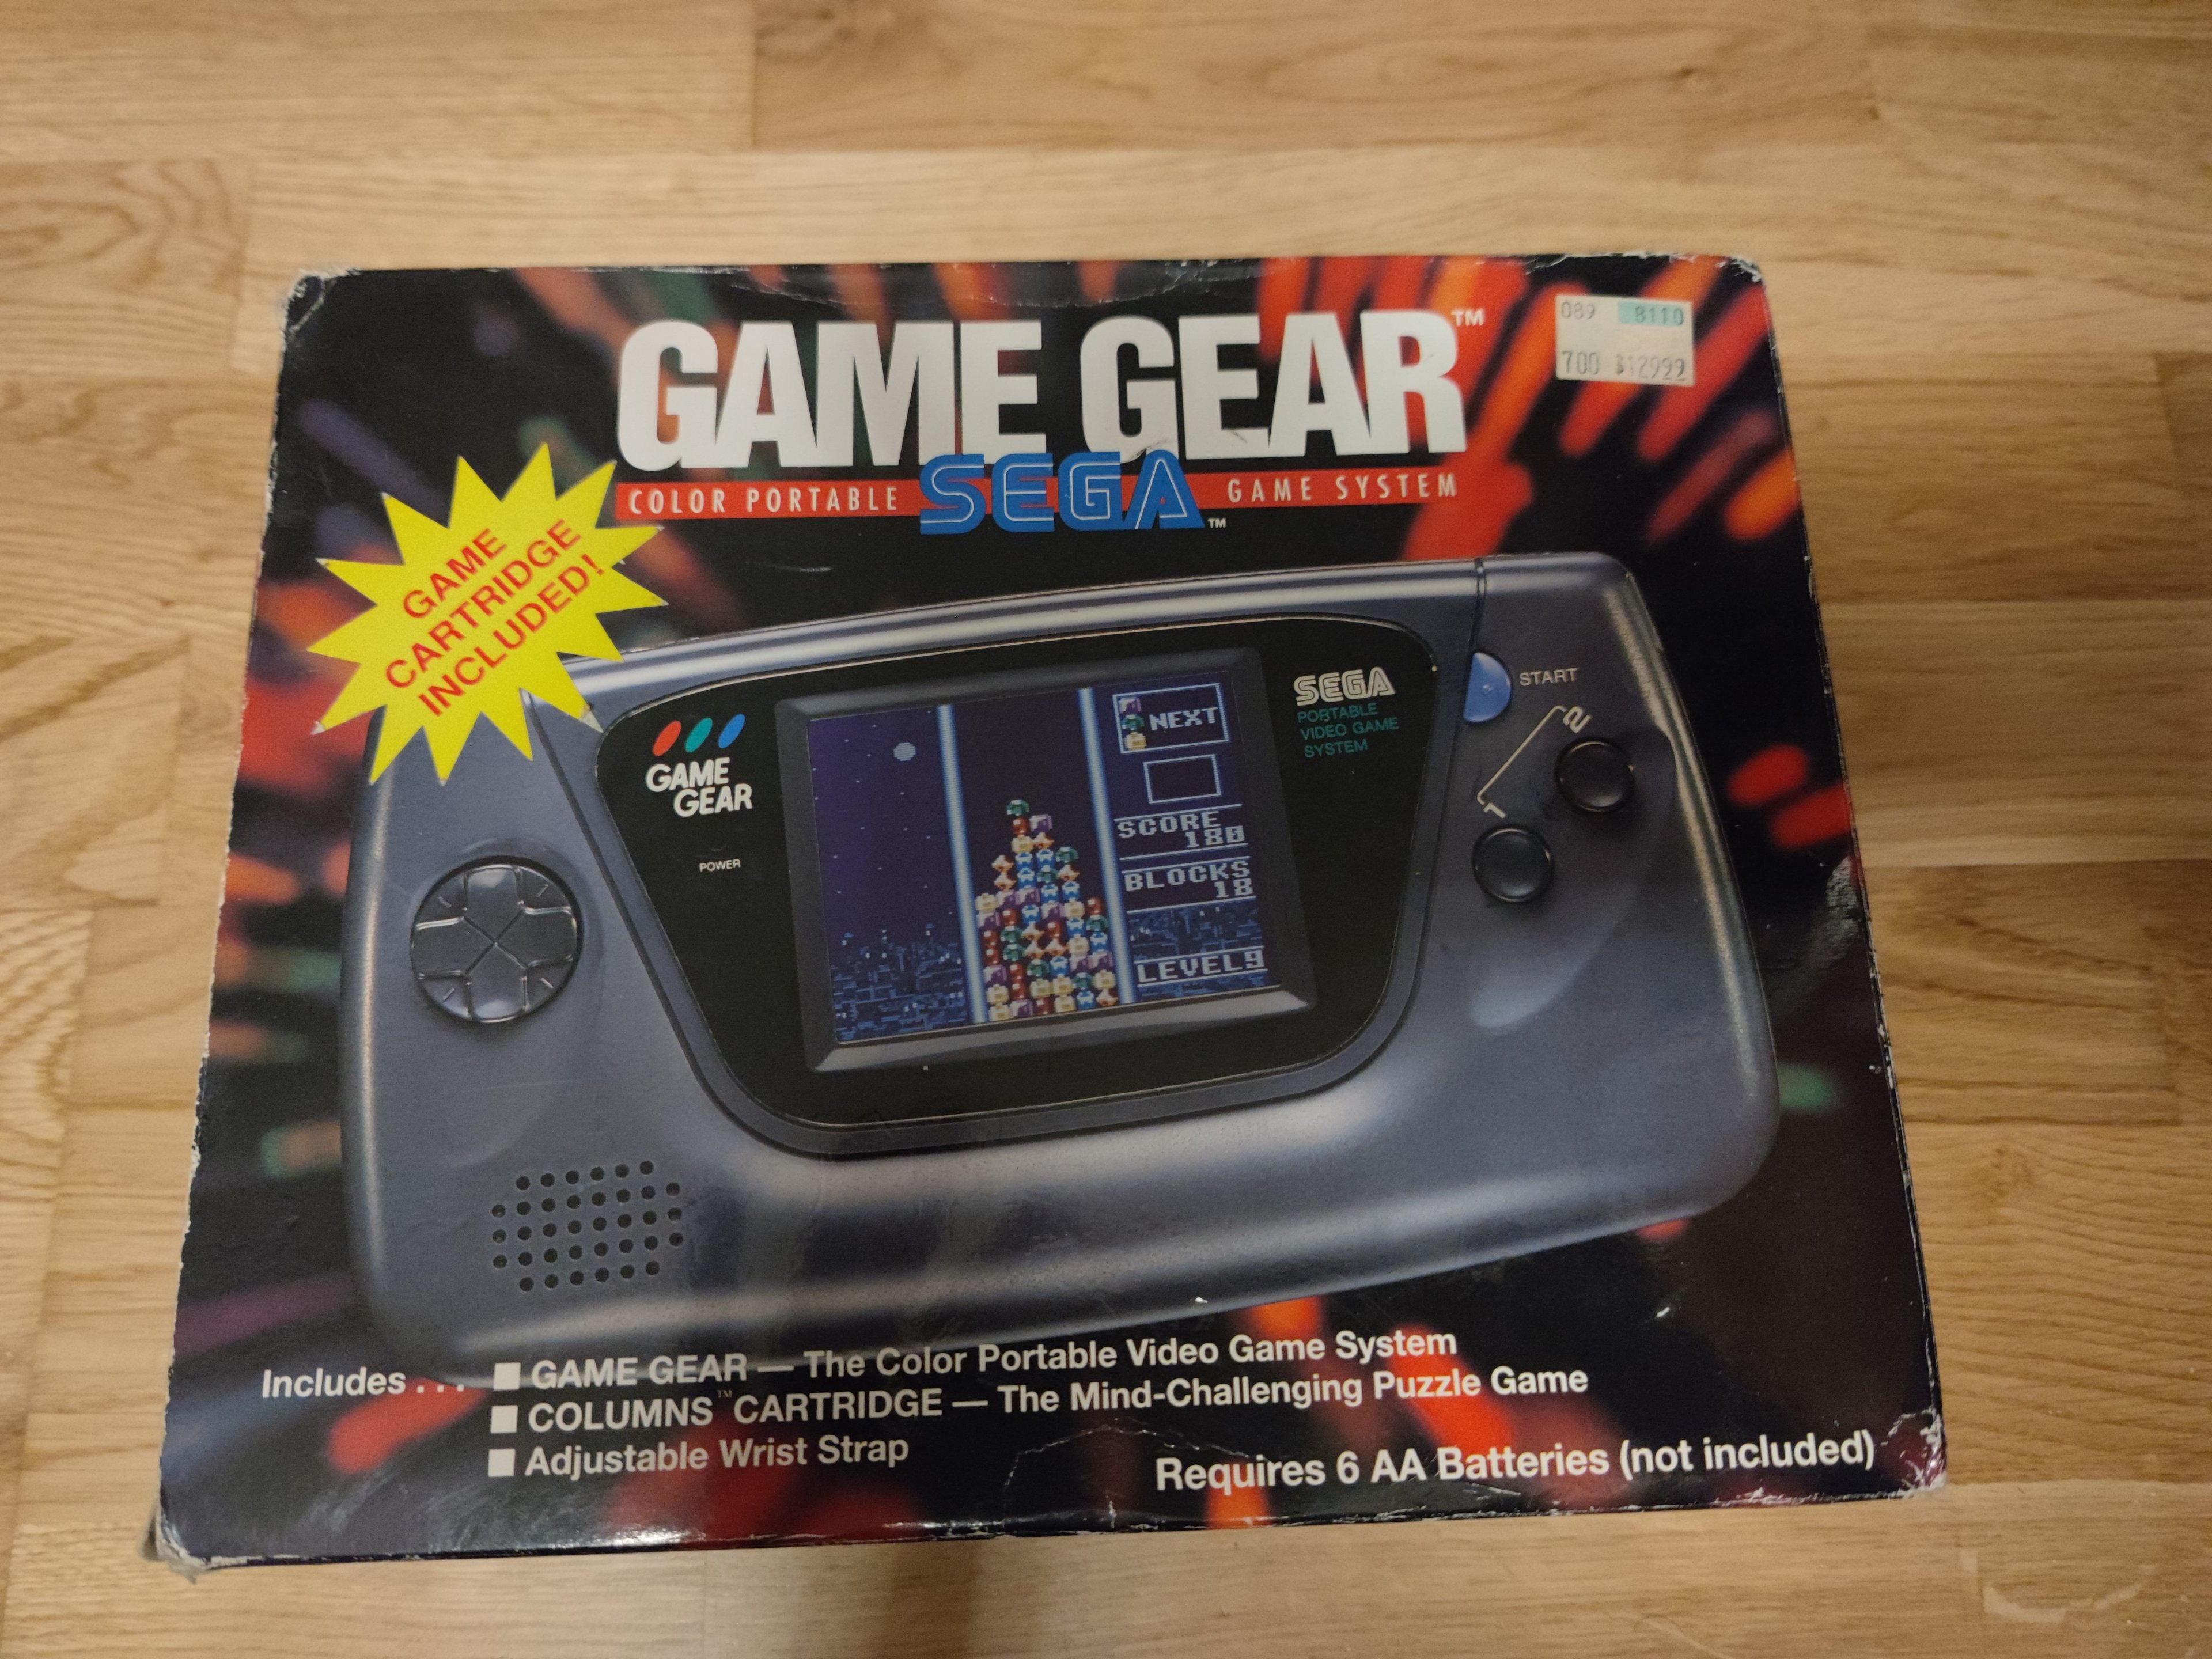 GAME GEAR™
089 8110
700 $12999
COLOR PORTABLE SEGA™ GAME SYSTEM
GAME
CARTRIDGE
INCLUDED!
GAME
GEAR
POWER
NEXT
SCORE
180
BLOCKS
18
LEVEL9
SEGA
PORTABLE
VIDEO GAME
SYSTEM
START
2
1
Includes . . . ■ GAME GEAR — The Color Portable Video Game System
■ COLUMNS™ CARTRIDGE — The Mind-Challenging Puzzle Game
■ Adjustable Wrist Strap
Requires 6 AA Batteries (not included)